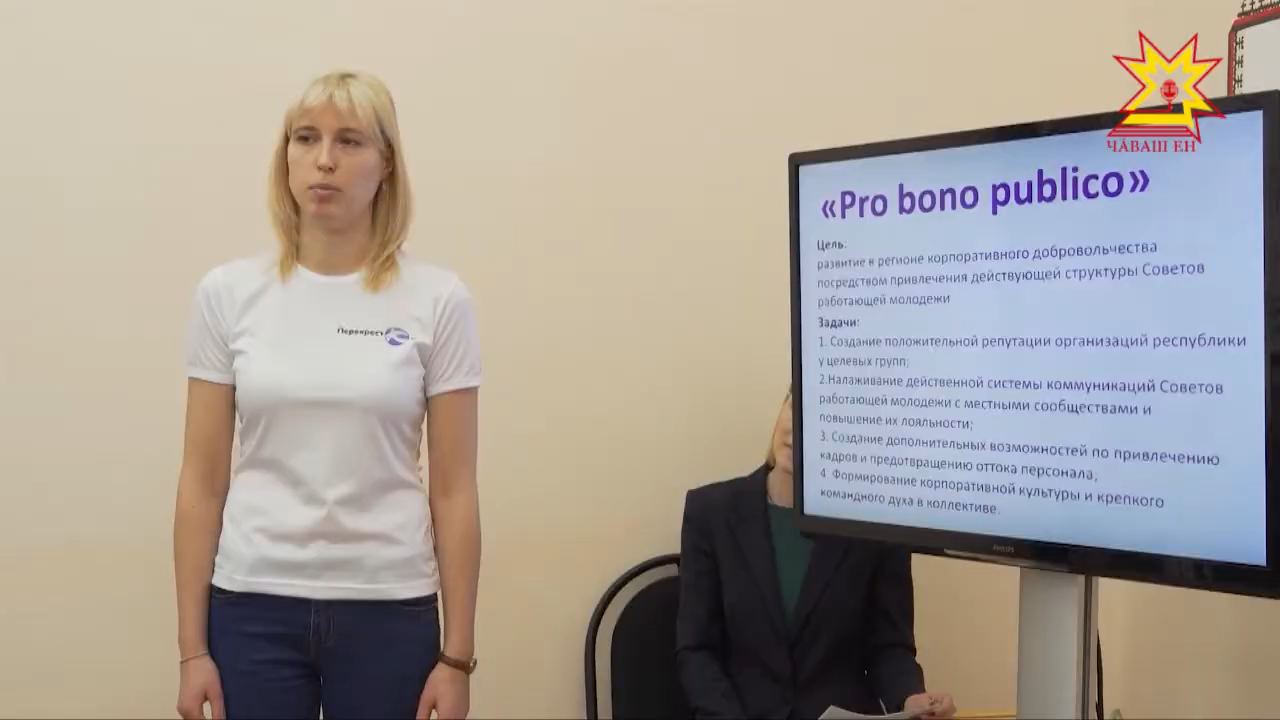 ЧӐВАШ ЕН
«Pro bono publico»
Цель:
развитие в регионе корпоративного добровольчества
посредством привлечения действующей структуры Советов
работающей молодежи
Задачи:
1. Создание положительной репутации организаций республики
у целевых групп;
2.Налаживание действенной системы коммуникаций Советов
работающей молодежи с местными сообществами и
повышение их лояльности;
3. Создание дополнительных возможностей по привлечению
кадров и предотвращению оттока персонала,
4. Формирование корпоративной культуры и крепкого
командного духа в коллективе.
PHILIPS